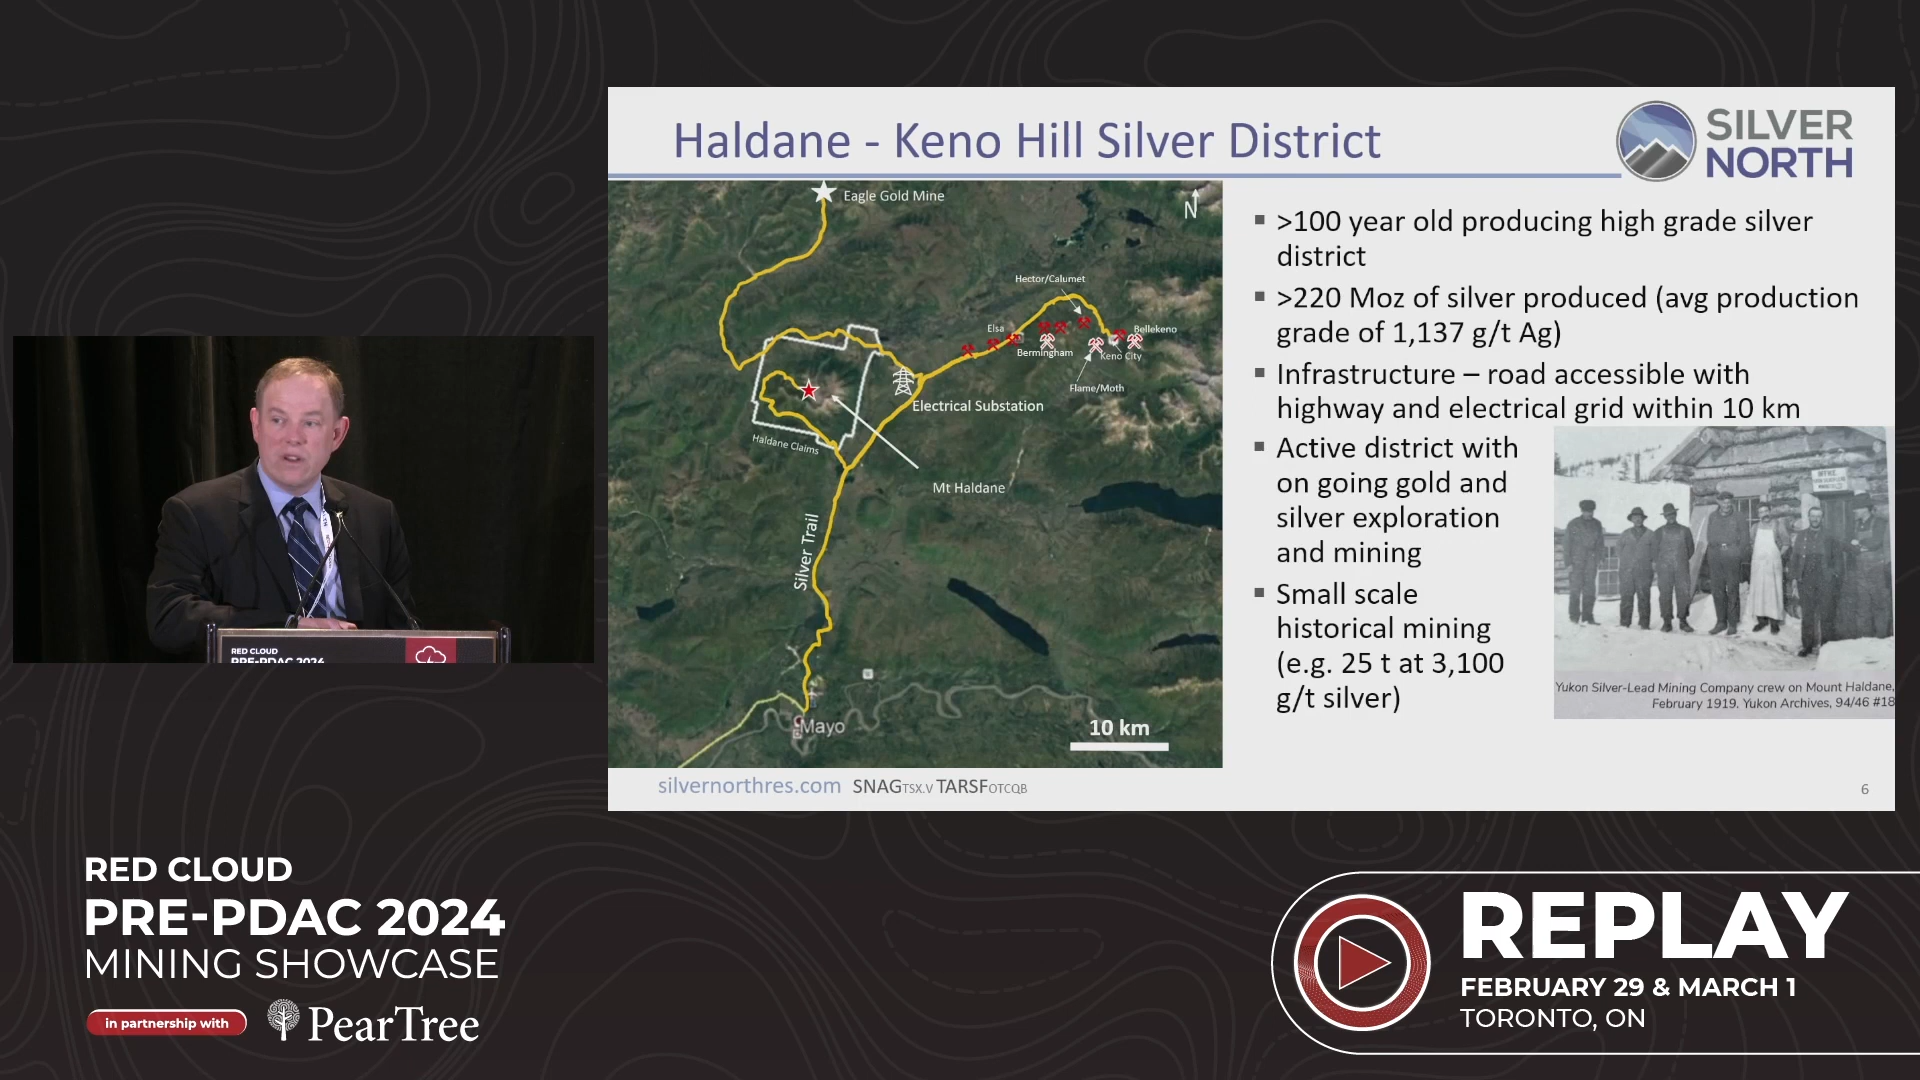 Haldane - Keno Hill Silver District
SILVER
NORTH
Eagle Gold Mine
N
Hector/Calumet
Elsa
Bellekeno
Bermingham
Keno City
Flame/Moth
Electrical Substation
Haldane Claims
Mt Haldane
Silver Trail
Mayo
10 km
▪ >100 year old producing high grade silver
district
▪ >220 Moz of silver produced (avg production
grade of 1,137 g/t Ag)
▪ Infrastructure – road accessible with
highway and electrical grid within 10 km
▪ Active district with
on going gold and
silver exploration
and mining
▪ Small scale
historical mining
(e.g. 25 t at 3,100
g/t silver)
OFFICE
Yukon Silver-Lead Mining Company crew on Mount Haldane,
February 1919. Yukon Archives, 94/46 #18
silvernorthres.com SNAGTSX.V TARSFOTCQB
6
RED CLOUD
PRE-PDAC 2024
RED CLOUD
PRE-PDAC 2024
MINING SHOWCASE
in partnership with
PearTree
REPLAY
FEBRUARY 29 & MARCH 1
TORONTO, ON